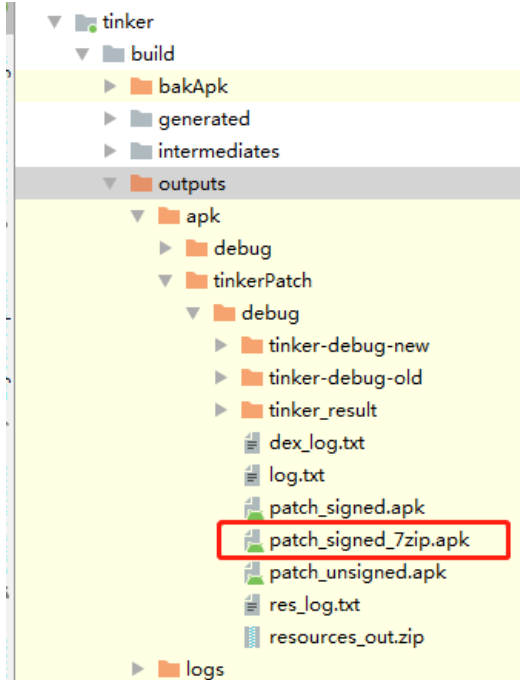 tinker
build
bakApk
generated
intermediates
outputs
apk
debug
tinkerPatch
debug
tinker-debug-new
tinker-debug-old
tinker_result
dex_log.txt
log.txt
patch_signed.apk
patch_signed_7zip.apk
patch_unsigned.apk
res_log.txt
resources_out.zip
logs